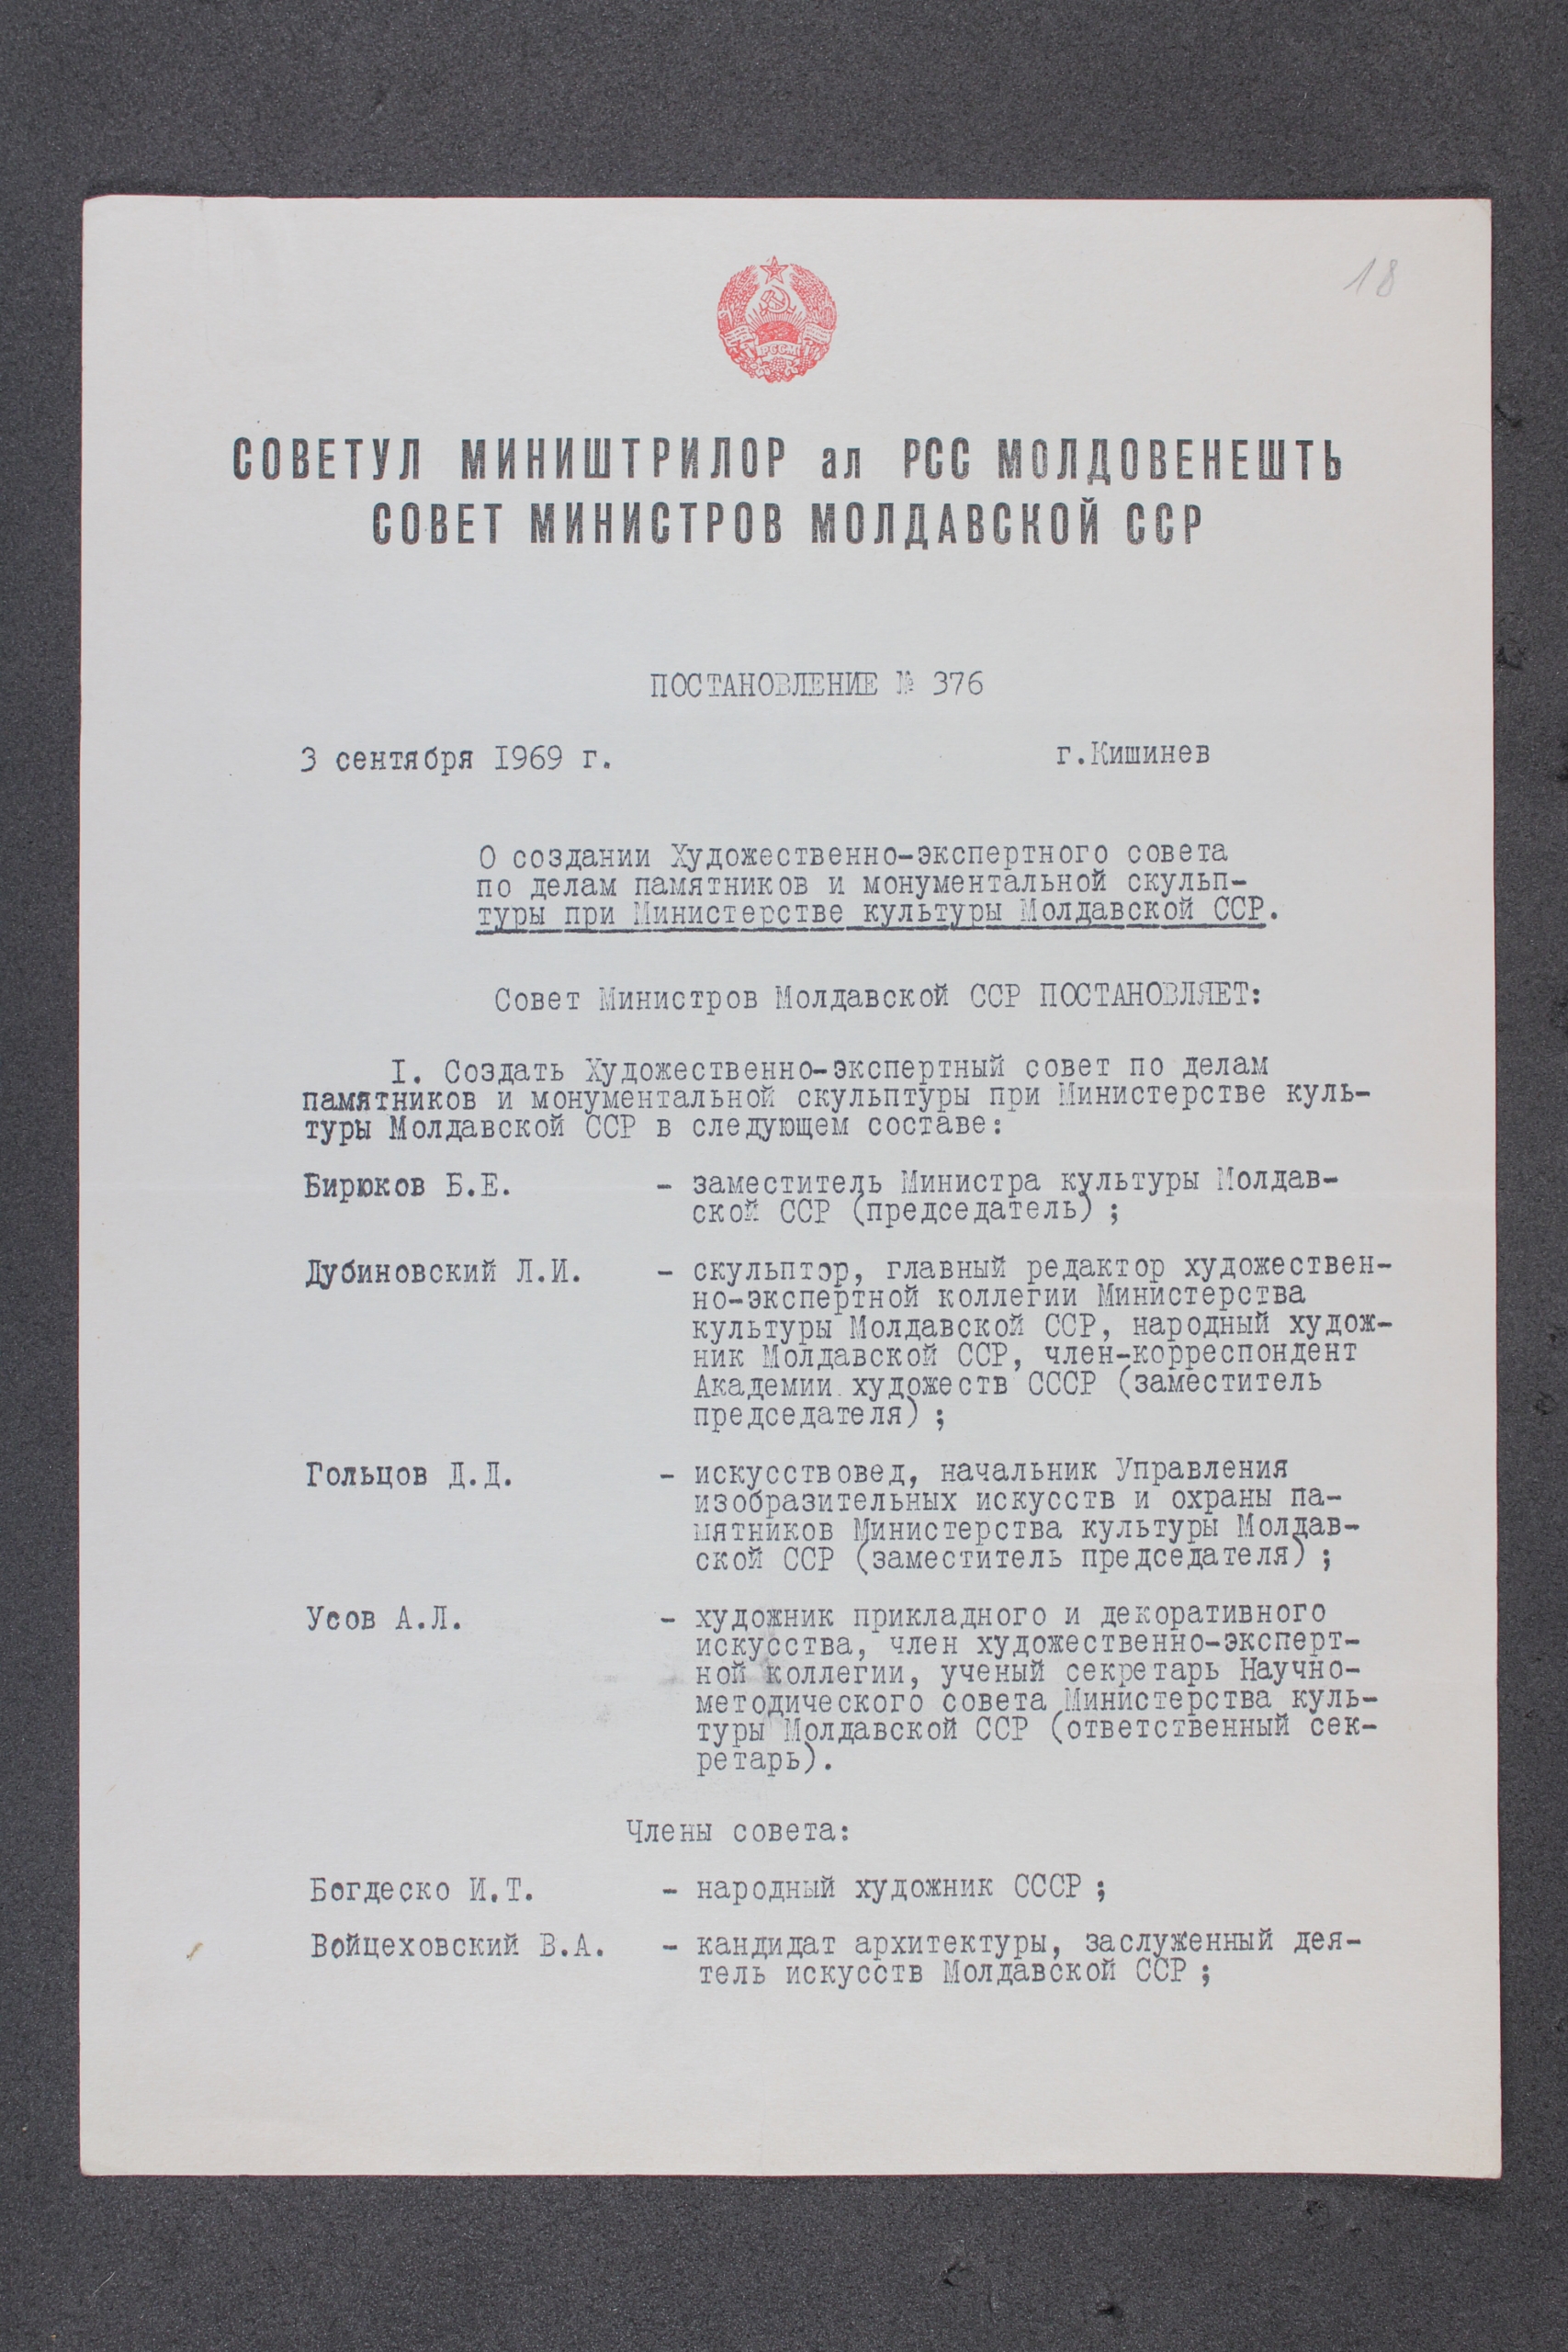 18
РССМ
СОВЕТУЛ МИНИШТРИЛОР ал РСС МОЛДОВЕНЕШТЬ
СОВЕТ МИНИСТРОВ МОЛДАВСКОЙ ССР
ПОСТАНОВЛЕНИЕ № 376
3 сентября 1969 г. г.Кишинев
О создании Художественно-экспертного совета
по делам памятников и монументальной скульп-
туры при Министерстве культуры Молдавской ССР.
Совет Министров Молдавской ССР ПОСТАНОВЛЯЕТ:
I. Создать Художественно-экспертный совет по делам
памятников и монументальной скульптуры при Министерстве куль-
туры Молдавской ССР в следующем составе:
Бирюков Б.Е. - заместитель Министра культуры Молдав-
ской ССР (председатель);
Дубиновский Л.И. - скульптор, главный редактор художествен-
но-экспертной коллегии Министерства
культуры Молдавской ССР, народный худож-
ник Молдавской ССР, член-корреспондент
Академии художеств СССР (заместитель
председателя);
Гольцов Д.Д. - искусствовед, начальник Управления
изобразительных искусств и охраны па-
мятников Министерства культуры Молдав-
ской ССР (заместитель председателя);
Усов А.Л. - художник прикладного и декоративного
искусства, член художественно-эксперт-
ной коллегии, ученый секретарь Научно-
методического совета Министерства куль-
туры Молдавской ССР (ответственный сек-
ретарь).
Члены совета:
Богдеско И.Т. - народный художник СССР;
Войцеховский В.А. - кандидат архитектуры, заслуженный дея-
тель искусств Молдавской ССР;